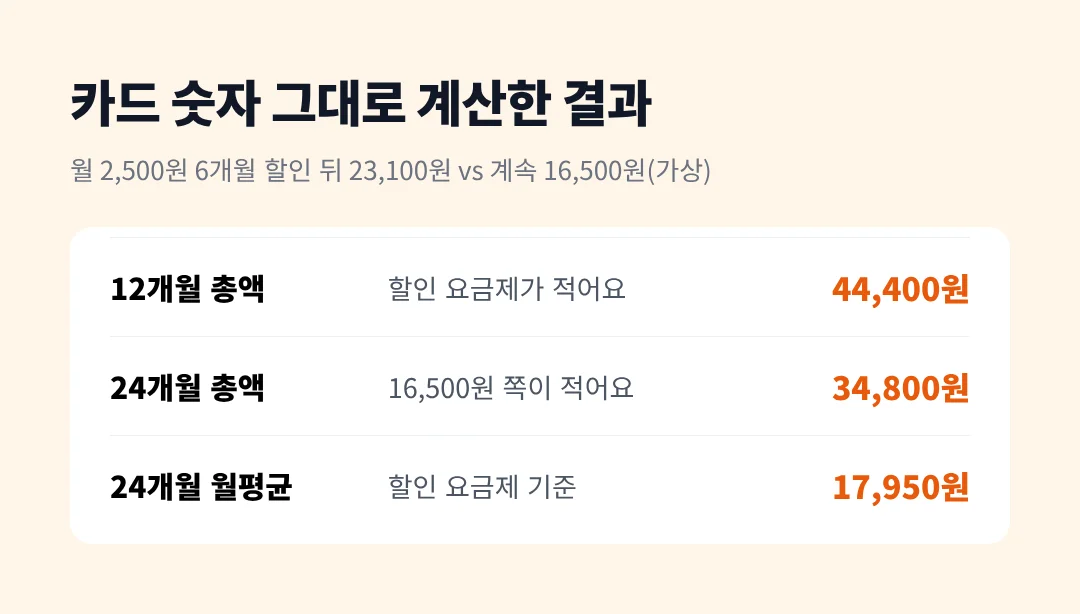 카드 숫자 그대로 계산한 결과
월 2,500원 6개월 할인 뒤 23,100원 vs 계속 16,500원(가상)
12개월 총액 할인 요금제가 적어요 44,400원
24개월 총액 16,500원 쪽이 적어요 34,800원
24개월 월평균 할인 요금제 기준 17,950원